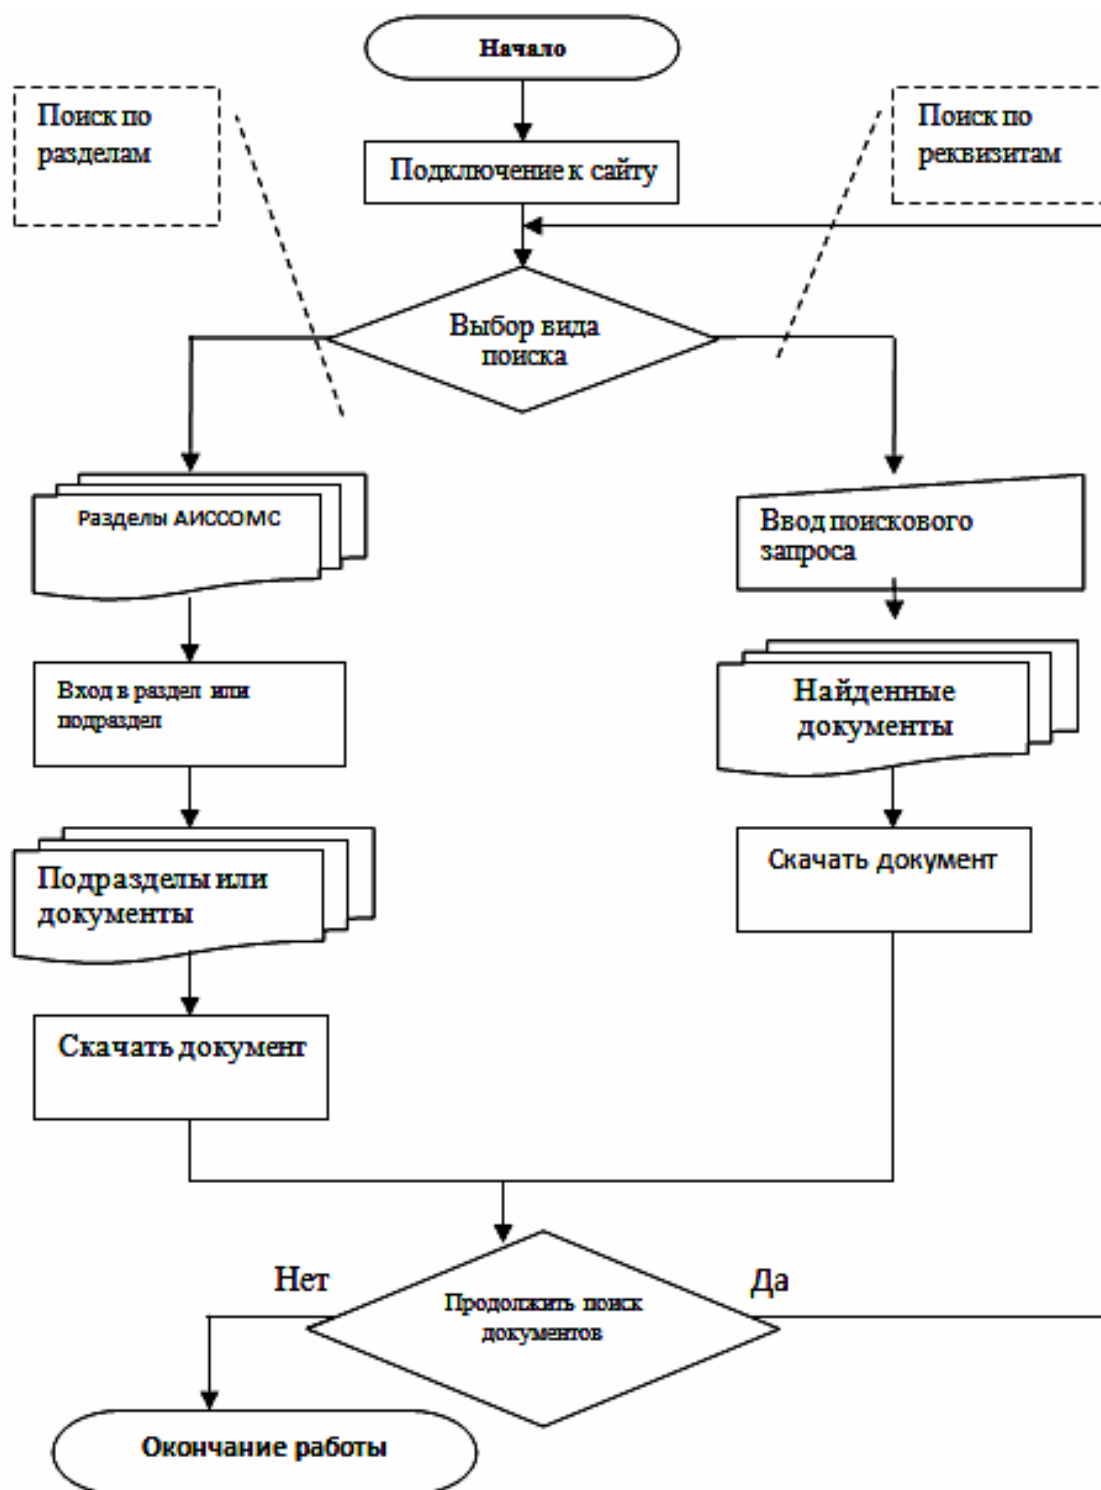 Начало
Поиск по
разделам
Поиск по
реквизитам
Подключение к сайту
Выбор вида
поиска
Разделы АИССОМС
Ввод поискового
запроса
Вход в раздел или
подраздел
Найденные
документы
Подразделы или
документы
Скачать документ
Скачать документ
Нет
Да
Продолжить поиск
документов
Окончание работы